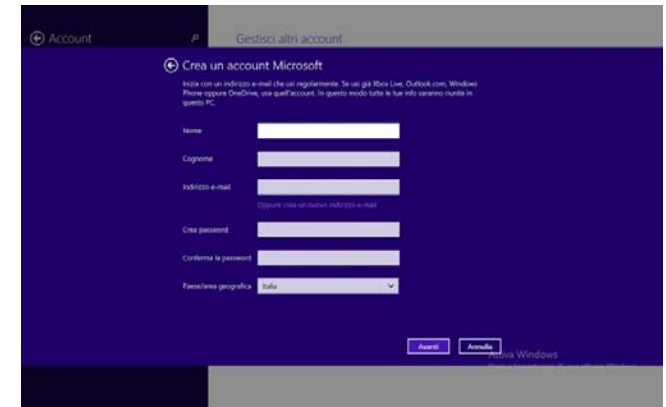 Account
Gestisci altri account
Crea un account Microsoft
Inizia con un indirizzo e-mail che usi regolarmente. Se usi già Xbox Live, Outlook.com, Windows
Phone oppure OneDrive, usa quell'account. In questo modo tutte le tue info saranno riunite in
questo PC.
Nome
Cognome
Indirizzo e-mail
Oppure crea un nuovo indirizzo e-mail
Crea password
Conferma la password
Paese/area geografica Italia
Avanti Annulla
Attiva Windows